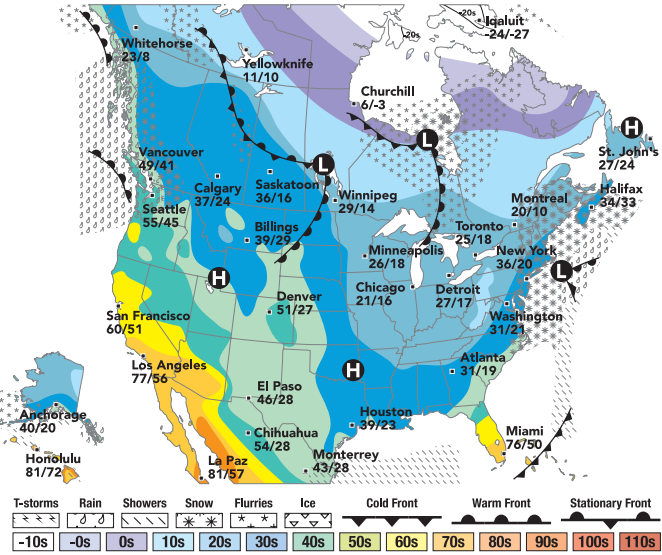 -20s
Iqaluit
-24/-27
-20s
Whitehorse
23/8
Yellowknife
11/10
Churchill
6/-3
H
St. John's
27/24
L
Vancouver
49/41
L
Calgary
37/24
Saskatoon
36/16
Winnipeg
29/14
Halifax
34/33
Montreal
20/10
Seattle
55/45
Billings
39/29
Toronto
25/18
Minneapolis
26/18
New York
36/20
L
H
Chicago
21/16
Detroit
27/17
Denver
51/27
San Francisco
60/51
Washington
31/21
Los Angeles
77/56
H
Atlanta
31/19
El Paso
46/28
Anchorage
40/20
Houston
39/23
Chihuahua
54/28
Miami
76/50
Honolulu
81/72
La Paz
81/57
Monterrey
43/28
T-storms Rain Showers Snow Flurries Ice Cold Front Warm Front Stationary Front
-10s -0s 0s 10s 20s 30s 40s 50s 60s 70s 80s 90s 100s 110s